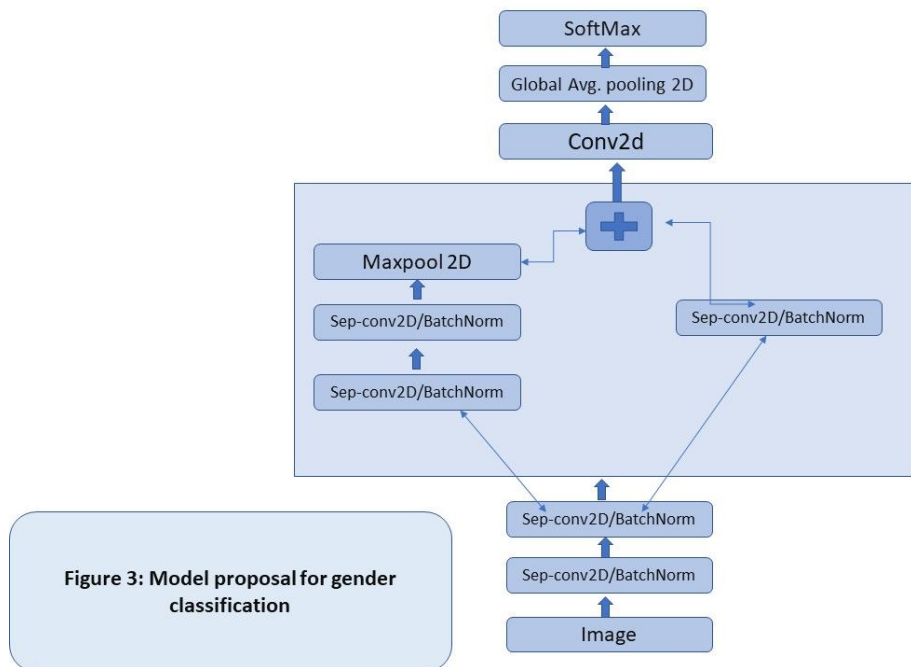 SoftMax
Global Avg. pooling 2D
Conv2d
Maxpool 2D
Sep-conv2D/BatchNorm
Sep-conv2D/BatchNorm
Sep-conv2D/BatchNorm
Sep-conv2D/BatchNorm
Sep-conv2D/BatchNorm
Image
Figure 3: Model proposal for gender
classification